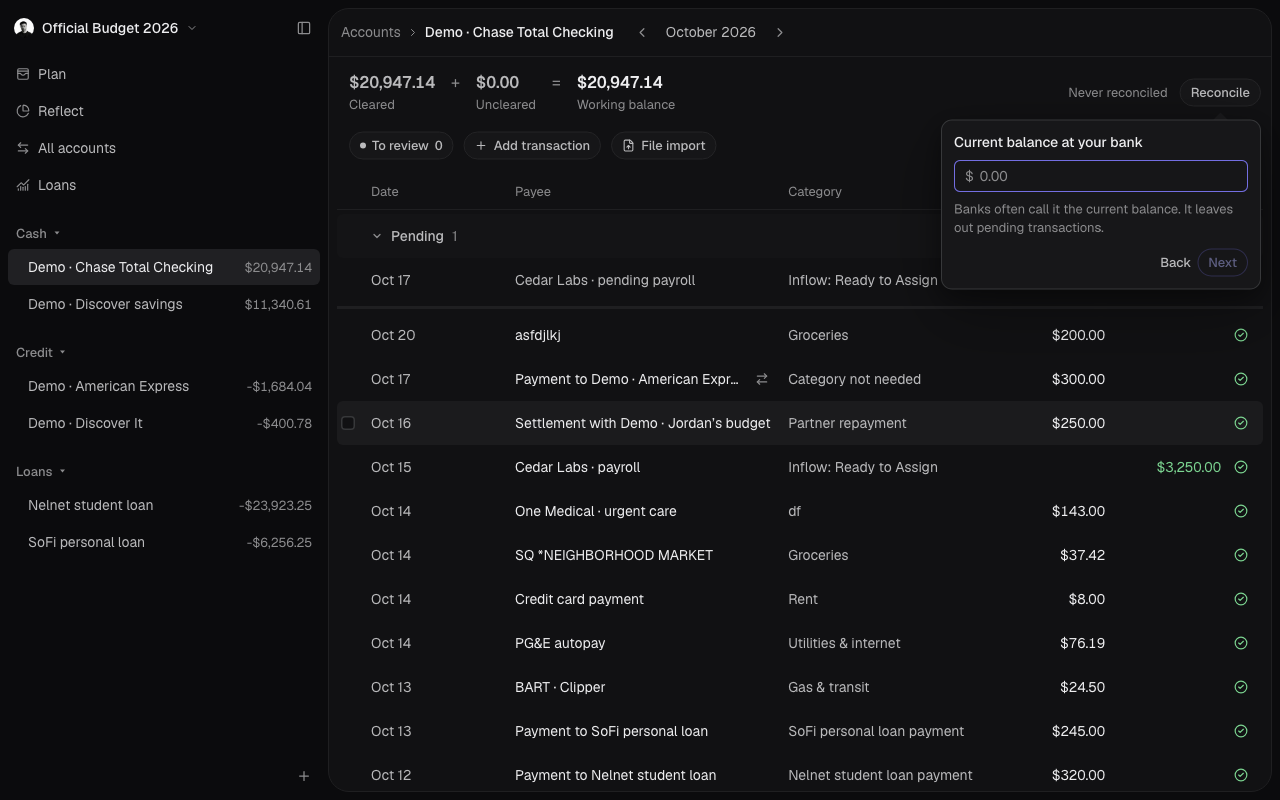 Official Budget 2026
Plan
Reflect
All accounts
Loans
Cash
Demo · Chase Total Checking $20,947.14
Demo · Discover savings $11,340.61
Credit
Demo · American Express -$1,684.04
Demo · Discover It -$400.78
Loans
Nelnet student loan -$23,923.25
SoFi personal loan -$6,256.25
Accounts > Demo · Chase Total Checking < October 2026 >
$20,947.14 + $0.00 = $20,947.14
Cleared Uncleared Working balance
Never reconciled Reconcile
To review 0 + Add transaction File import
Current balance at your bank
$ 0.00
Banks often call it the current balance. It leaves
out pending transactions.
Back Next
Date Payee Category
Pending 1
Oct 17 Cedar Labs · pending payroll Inflow: Ready to Assign
Oct 20 asfdjlkj Groceries $200.00
Oct 17 Payment to Demo · American Expr... Category not needed $300.00
Oct 16 Settlement with Demo · Jordan's budget Partner repayment $250.00
Oct 15 Cedar Labs · payroll Inflow: Ready to Assign $3,250.00
Oct 14 One Medical · urgent care df $143.00
Oct 14 SQ *NEIGHBORHOOD MARKET Groceries $37.42
Oct 14 Credit card payment Rent $8.00
Oct 14 PG&E autopay Utilities & internet $76.19
Oct 13 BART · Clipper Gas & transit $24.50
Oct 13 Payment to SoFi personal loan SoFi personal loan payment $245.00
Oct 12 Payment to Nelnet student loan Nelnet student loan payment $320.00
+